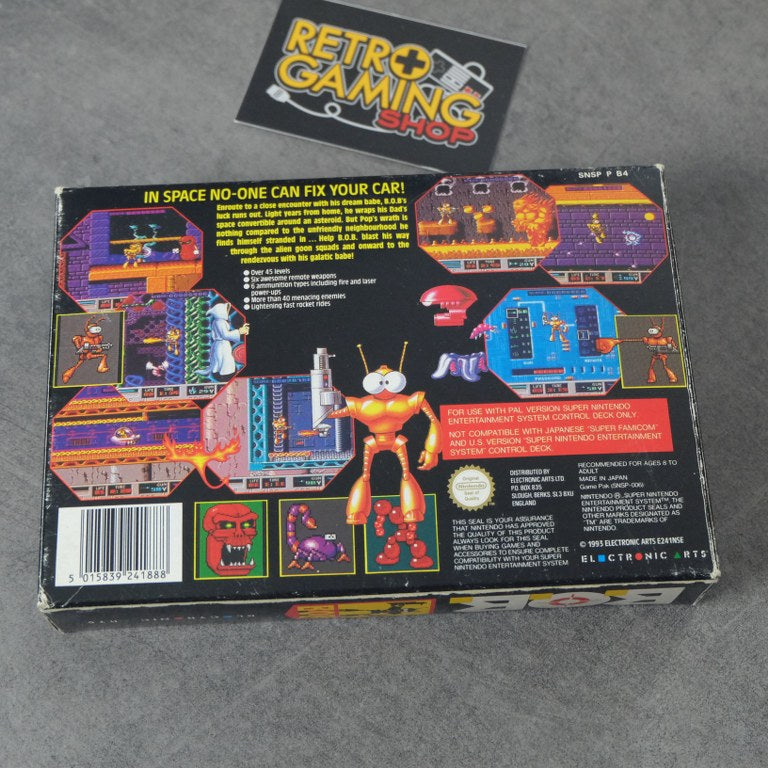 RETRO
GAMING
SHOP
SNSP P B4
IN SPACE NO-ONE CAN FIX YOUR CAR!
Enroute to a close encounter with his dream babe, B.O.B's
luck runs out. Light years from home, he wraps his Dad's
space convertible around an asteroid. But Pop's wrath is
nothing compared to the unfriendly neighbourhood he
finds himself stranded in ... Help B.O.B. blast his way
through the alien goon squads and onward to the
rendezvous with his galatic babe!
● Over 45 levels
● Six awesome remote weapons
● 6 ammunition types including fire and laser
power-ups
● More than 40 menacing enemies
● Lightening fast rocket rides
FOR USE WITH PAL VERSION SUPER NINTENDO
ENTERTAINMENT SYSTEM CONTROL DECK ONLY.
NOT COMPATIBLE WITH JAPANESE "SUPER FAMICOM"
AND U.S. VERSION "SUPER NINTENDO ENTERTAINMENT
SYSTEM" CONTROL DECK.
Original
Nintendo
Seal of
Quality
THIS SEAL IS YOUR ASSURANCE
THAT NINTENDO HAS APPROVED
THE QUALITY OF THIS PRODUCT
ALWAYS LOOK FOR THIS SEAL
WHEN BUYING GAMES AND
ACCESSORIES TO ENSURE COMPLETE
COMPATIBILITY WITH YOUR SUPER
NINTENDO ENTERTAINMENT SYSTEM
DISTRIBUTED BY
ELECTRONIC ARTS LTD
P.O. BOX 835
SLOUGH, BERKS. SL3 8XU
ENGLAND
RECOMMENDED FOR AGES 8 TO
ADULT
MADE IN JAPAN
Game Pak (SNSP-006)
NINTENDO ®, SUPER NINTENDO
ENTERTAINMENT SYSTEM™, THE
NINTENDO PRODUCT SEALS AND
OTHER MARKS DESIGNATED AS
"TM" ARE TRADEMARKS OF
NINTENDO.
© 1993 ELECTRONIC ARTS E241NSE
ELECTRONIC ARTS
5 015839 241888
B.O.B